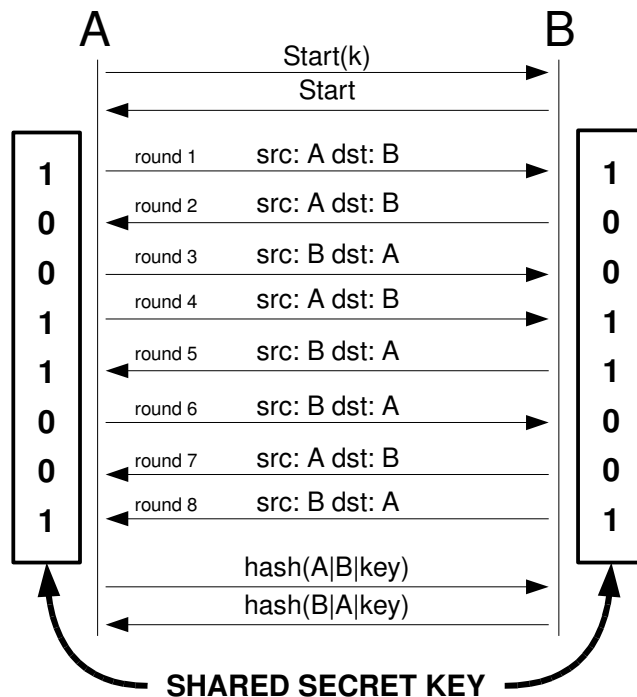 A B
Start(k)
Start
1 round 1 src: A dst: B 1
0 round 2 src: A dst: B 0
0 round 3 src: B dst: A 0
1 round 4 src: A dst: B 1
1 round 5 src: B dst: A 1
0 round 6 src: B dst: A 0
0 round 7 src: A dst: B 0
1 round 8 src: B dst: A 1
hash(A|B|key)
hash(B|A|key)
SHARED SECRET KEY